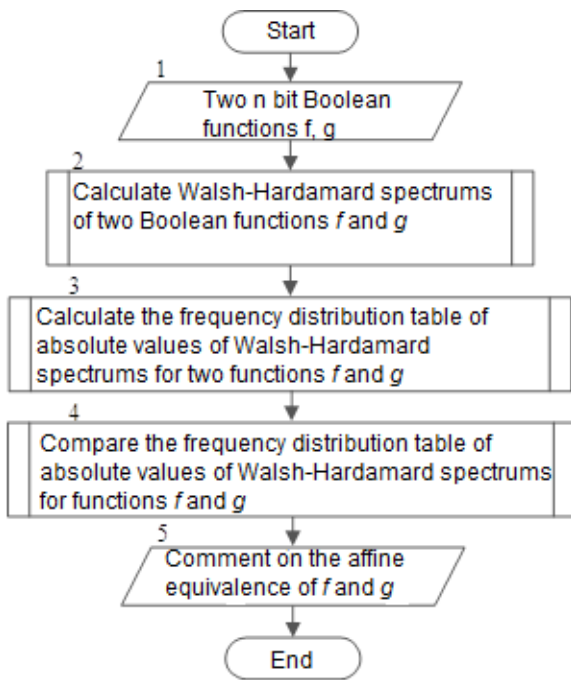 Start
1
Two n bit Boolean
functions f, g
2
Calculate Walsh-Hardamard spectrums
of two Boolean functions f and g
3
Calculate the frequency distribution table of
absolute values of Walsh-Hardamard
spectrums for two functions f and g
4
Compare the frequency distribution table of
absolute values of Walsh-Hardamard spectrums
for functions f and g
5
Comment on the affine
equivalence of f and g
End